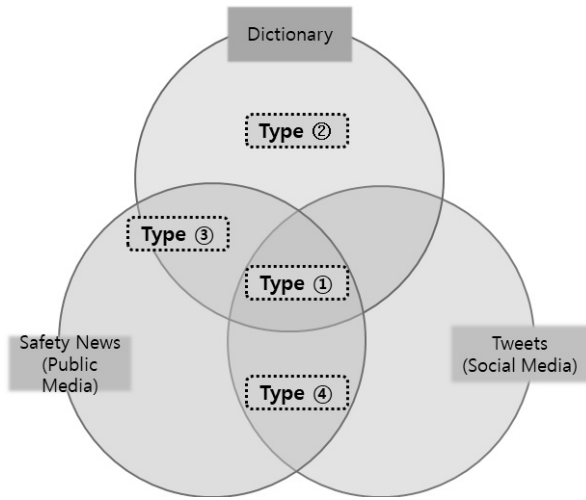 Dictionary
Type ②
Type ③
Type ①
Safety News
(Public
Media)
Tweets
(Social Media)
Type ④